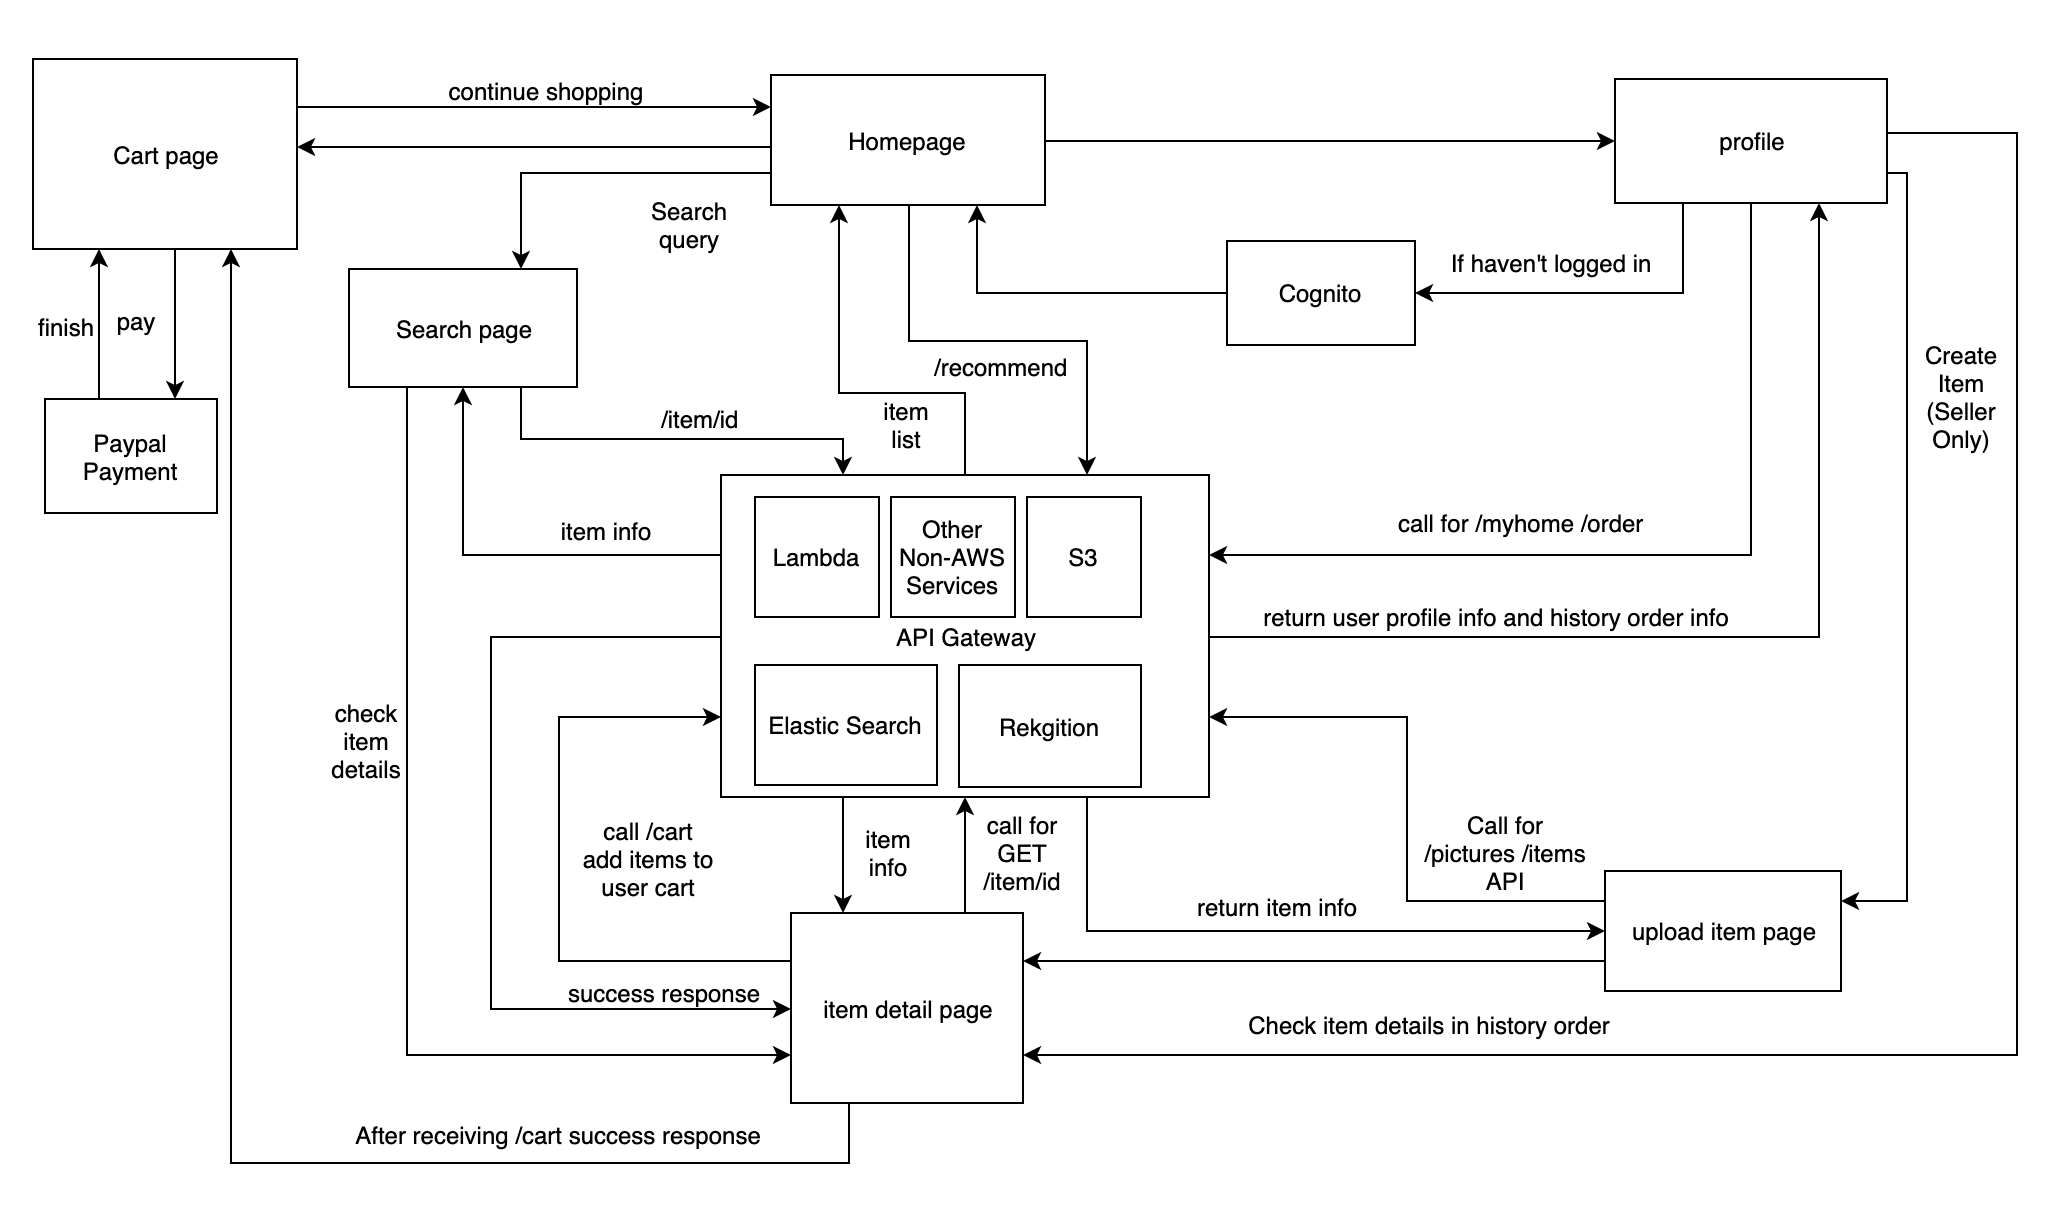 continue shopping
Cart page
Homepage
profile
Search
query
If haven't logged in
Cognito
finish
pay
Search page
Create
Item
(Seller
Only)
/recommend
/item/id
item
list
Paypal
Payment
item info
Lambda
Other
Non-AWS
Services
S3
call for /myhome /order
API Gateway
return user profile info and history order info
check
item
details
Elastic Search
Rekgition
call /cart
add items to
user cart
item
info
call for
GET
/item/id
Call for
/pictures /items
API
return item info
upload item page
success response
item detail page
Check item details in history order
After receiving /cart success response